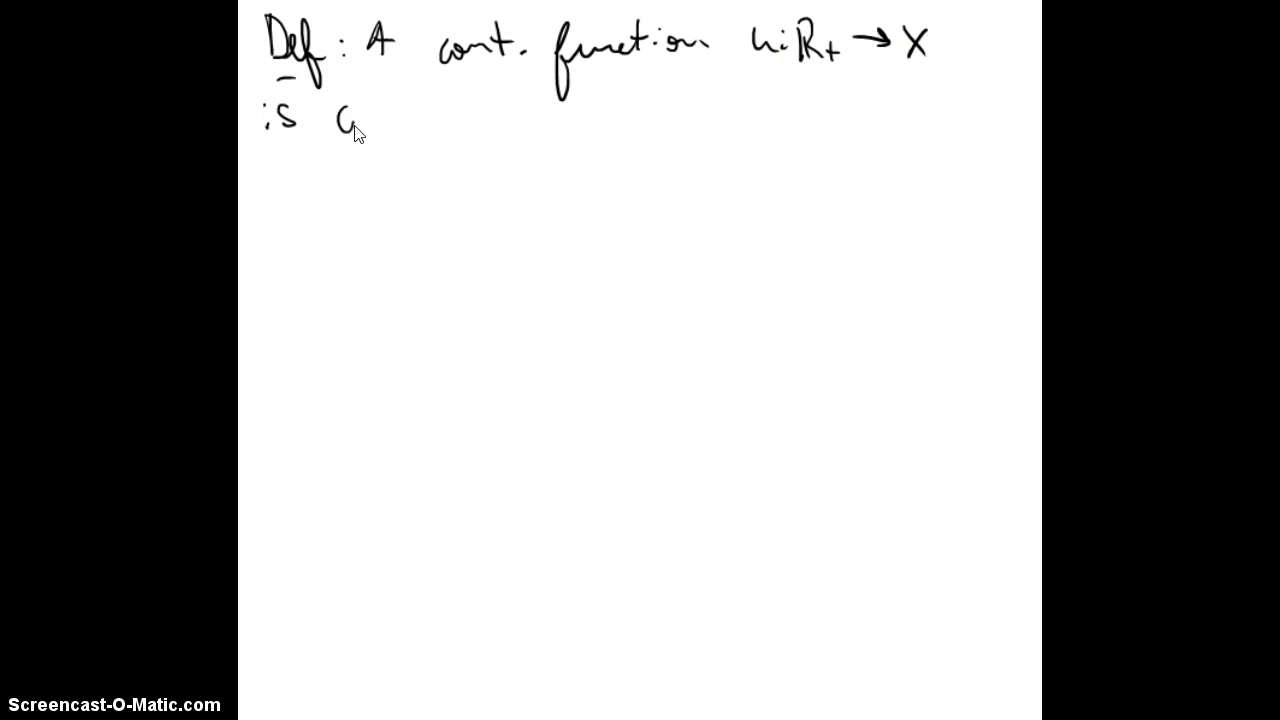 Def: A cont. function h: ℝ₊ → X
is a
Screencast-O-Matic.com